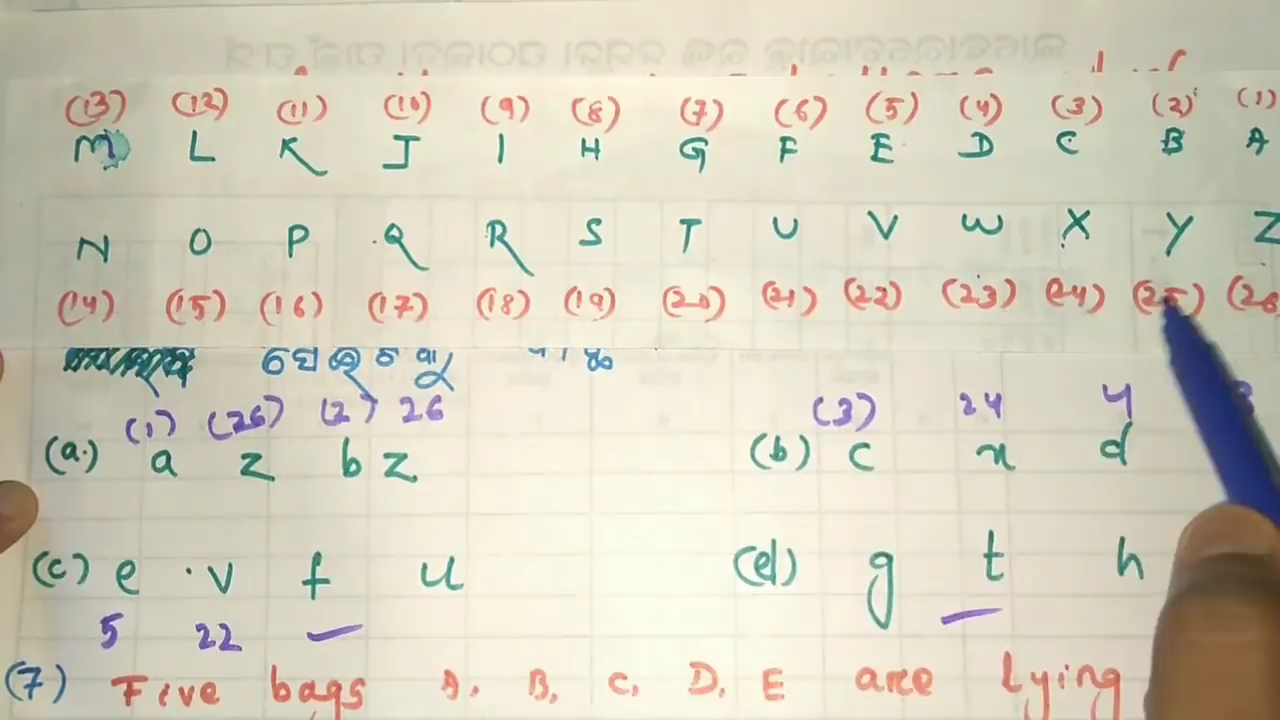 (13) (12) (11) (10) (9) (8) (7) (6) (5) (4) (3) (2) (1)
M L K J I H G F E D C B A
N O P Q R S T U V W X Y Z
(14) (15) (16) (17) (18) (19) (20) (21) (22) (23) (24) (25) (26
(1) (26) (2) 26
(a.) a z b z
(3) 24 4
(b) c x d
(c) e v f u
5 22
(d) g t h
(7) Five bags A, B, C, D, E are lying